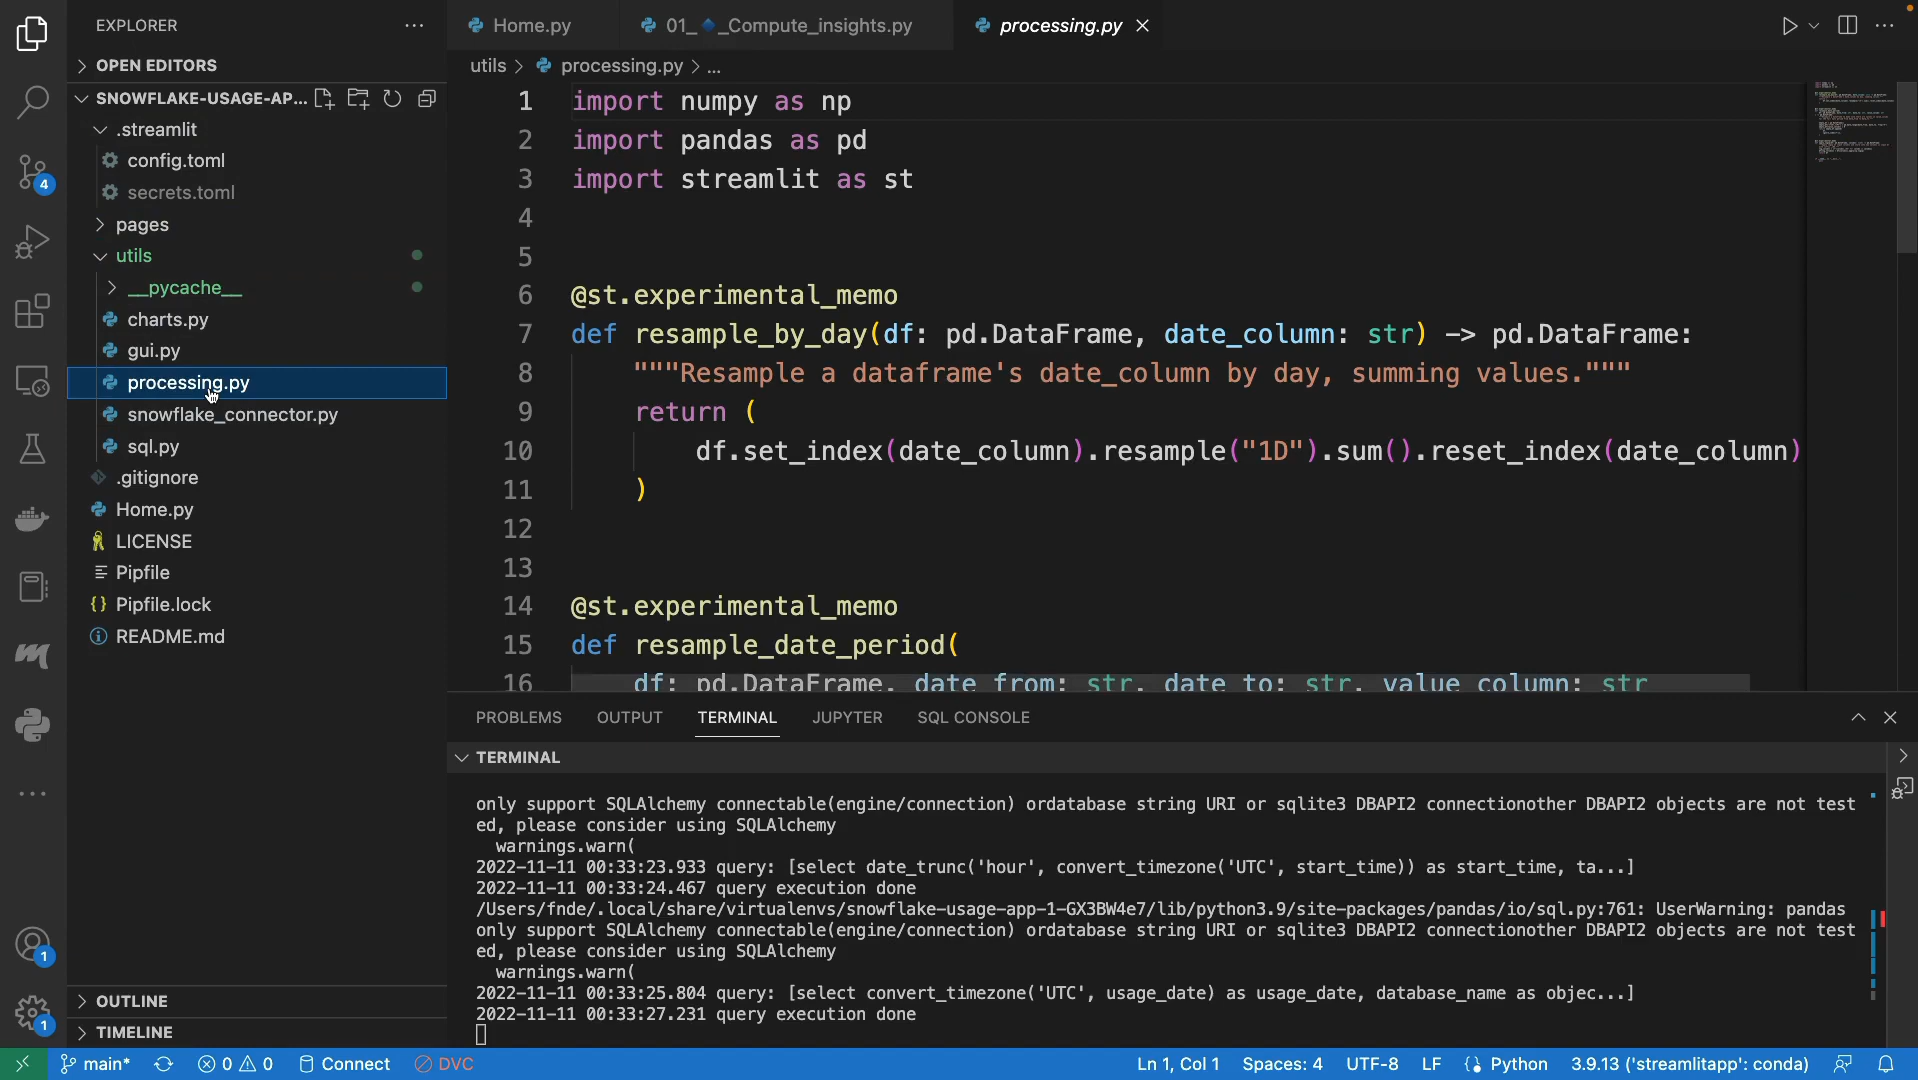 EXPLORER
Home.py
01_🔹_Compute_insights.py
processing.py
OPEN EDITORS
utils > processing.py > ...
SNOWFLAKE-USAGE-AP...
.streamlit
config.toml
secrets.toml
pages
utils
__pycache__
charts.py
gui.py
processing.py
snowflake_connector.py
sql.py
.gitignore
Home.py
LICENSE
Pipfile
Pipfile.lock
README.md
OUTLINE
TIMELINE
4
1
1
1 import numpy as np
2 import pandas as pd
3 import streamlit as st
4
5
6 @st.experimental_memo
7 def resample_by_day(df: pd.DataFrame, date_column: str) -> pd.DataFrame:
8 """Resample a dataframe's date_column by day, summing values."""
9 return (
10 df.set_index(date_column).resample("1D").sum().reset_index(date_column)
11 )
12
13
14 @st.experimental_memo
15 def resample_date_period(
16 df: pd.DataFrame, date_from: str, date_to: str, value_column: str
PROBLEMS OUTPUT TERMINAL JUPYTER SQL CONSOLE
TERMINAL
only support SQLAlchemy connectable(engine/connection) ordatabase string URI or sqlite3 DBAPI2 connectionother DBAPI2 objects are not test
ed, please consider using SQLAlchemy
warnings.warn(
2022-11-11 00:33:23.933 query: [select date_trunc('hour', convert_timezone('UTC', start_time)) as start_time, ta...]
2022-11-11 00:33:24.467 query execution done
/Users/fnde/.local/share/virtualenvs/snowflake-usage-app-1-GX3BW4e7/lib/python3.9/site-packages/pandas/io/sql.py:761: UserWarning: pandas
only support SQLAlchemy connectable(engine/connection) ordatabase string URI or sqlite3 DBAPI2 connectionother DBAPI2 objects are not test
ed, please consider using SQLAlchemy
warnings.warn(
2022-11-11 00:33:25.804 query: [select convert_timezone('UTC', usage_date) as usage_date, database_name as objec...]
2022-11-11 00:33:27.231 query execution done
main* 0 0 Connect DVC Ln 1, Col 1 Spaces: 4 UTF-8 LF Python 3.9.13 ('streamlitapp': conda)